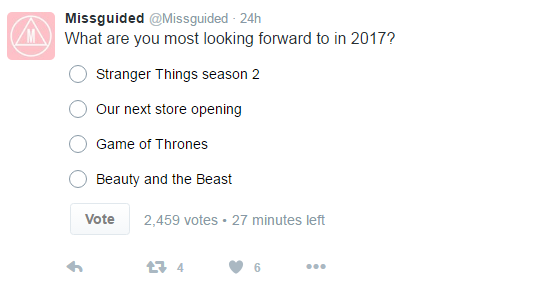 M
Missguided @Missguided · 24h
What are you most looking forward to in 2017?
Stranger Things season 2
Our next store opening
Game of Thrones
Beauty and the Beast
Vote 2,459 votes • 27 minutes left
4 6